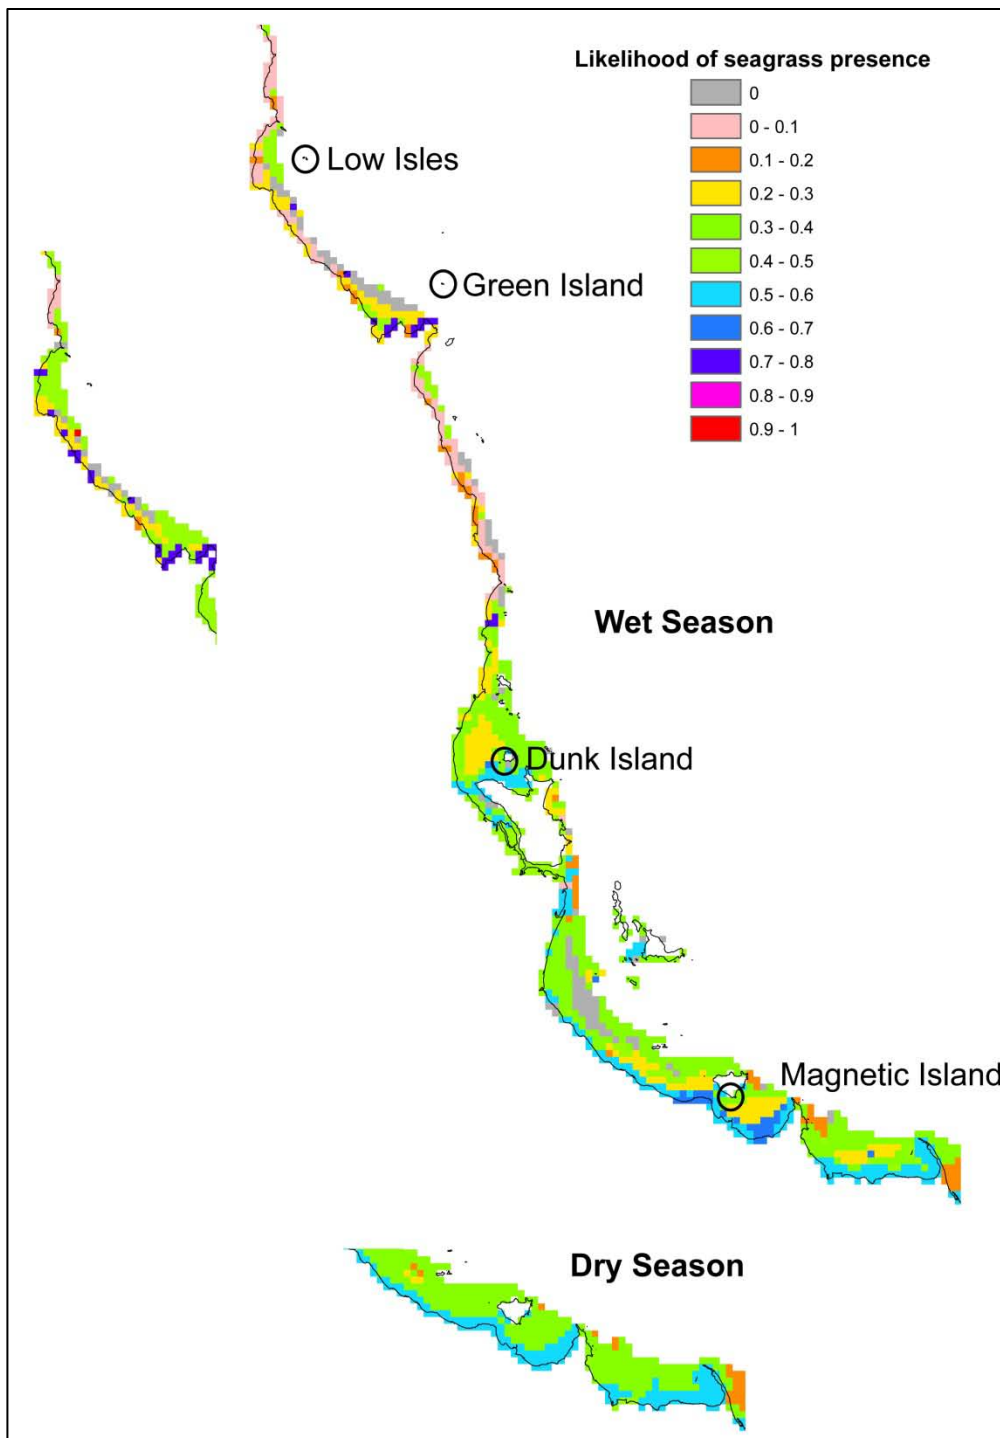 Likelihood of seagrass presence
0
0 - 0.1
0.1 - 0.2
0.2 - 0.3
0.3 - 0.4
0.4 - 0.5
0.5 - 0.6
0.6 - 0.7
0.7 - 0.8
0.8 - 0.9
0.9 - 1
Low Isles
Green Island
Wet Season
Dunk Island
Magnetic Island
Dry Season